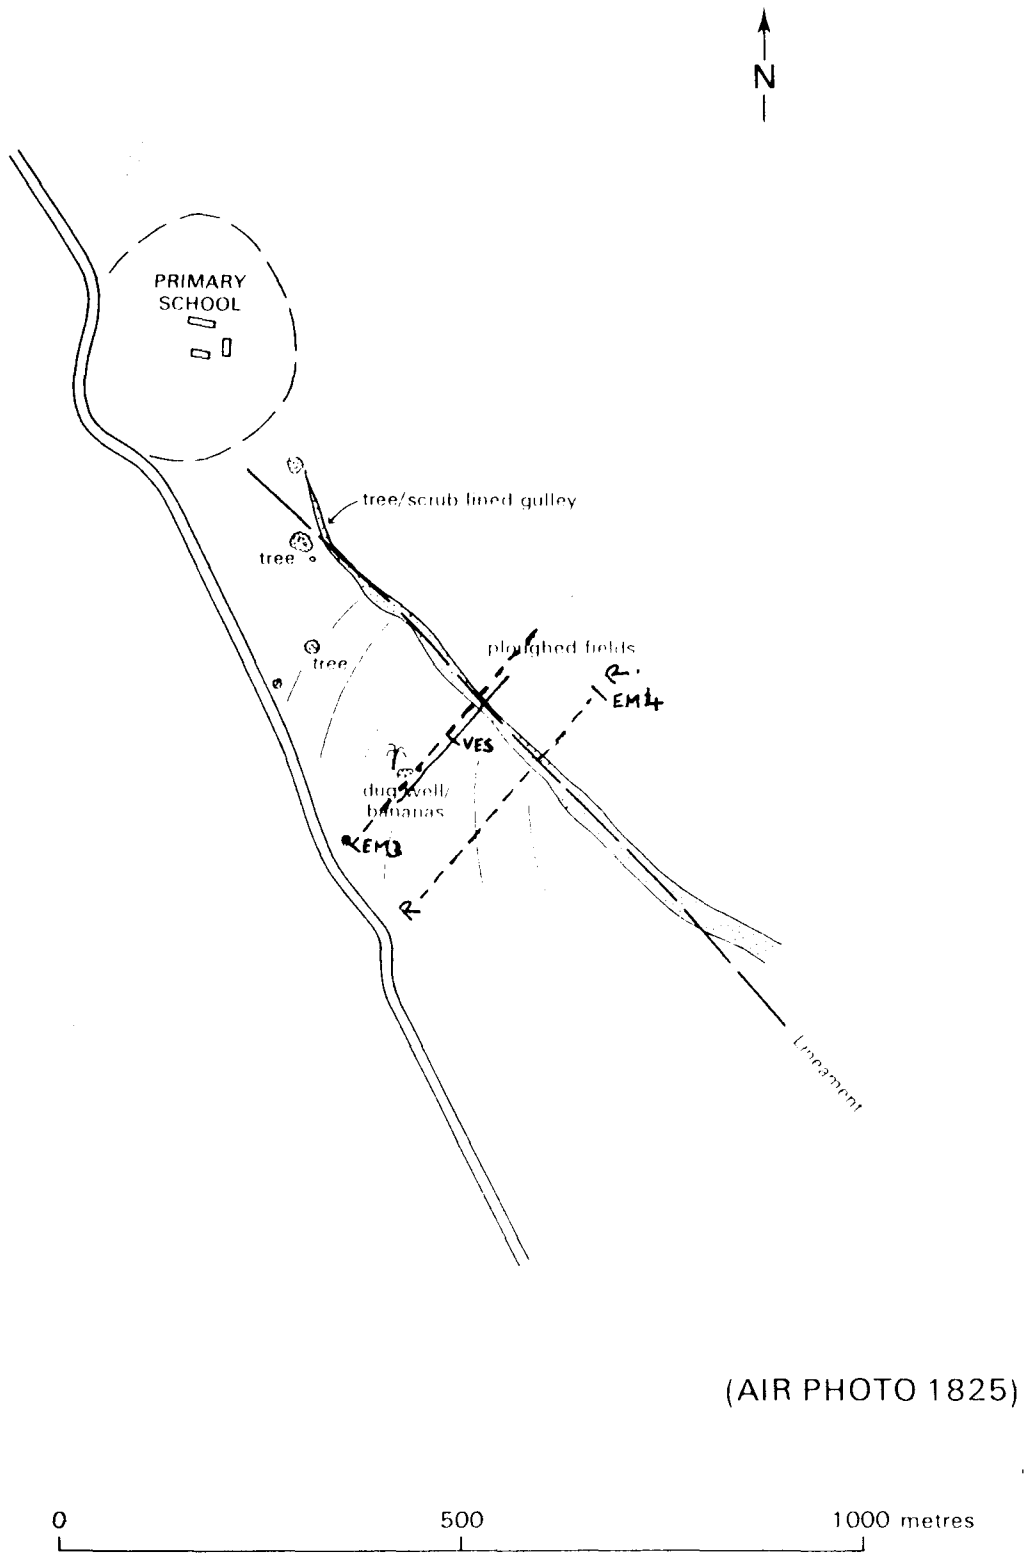 N
PRIMARY
SCHOOL
tree/scrub lined gulley
tree
tree
ploughed fields
R.
EM4
VES
dug well/
bananas
EM3
R
Lineament
(AIR PHOTO 1825)
0 500 1000 metres